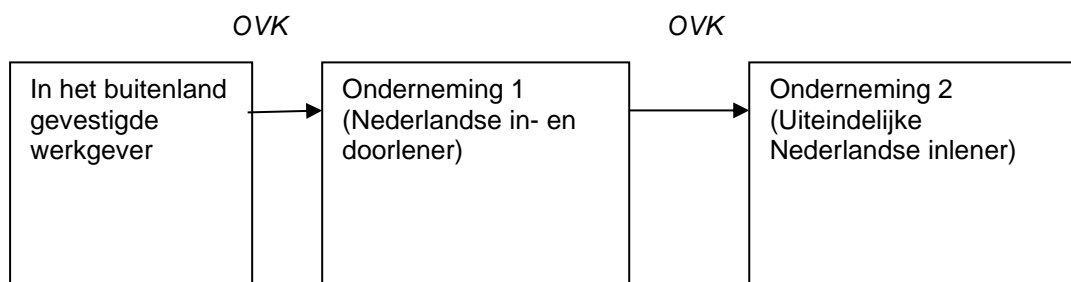 OVK
OVK
In het buitenland
gevestigde
werkgever
Onderneming 1
(Nederlandse in- en
doorlener)
Onderneming 2
(Uiteindelijke
Nederlandse inlener)